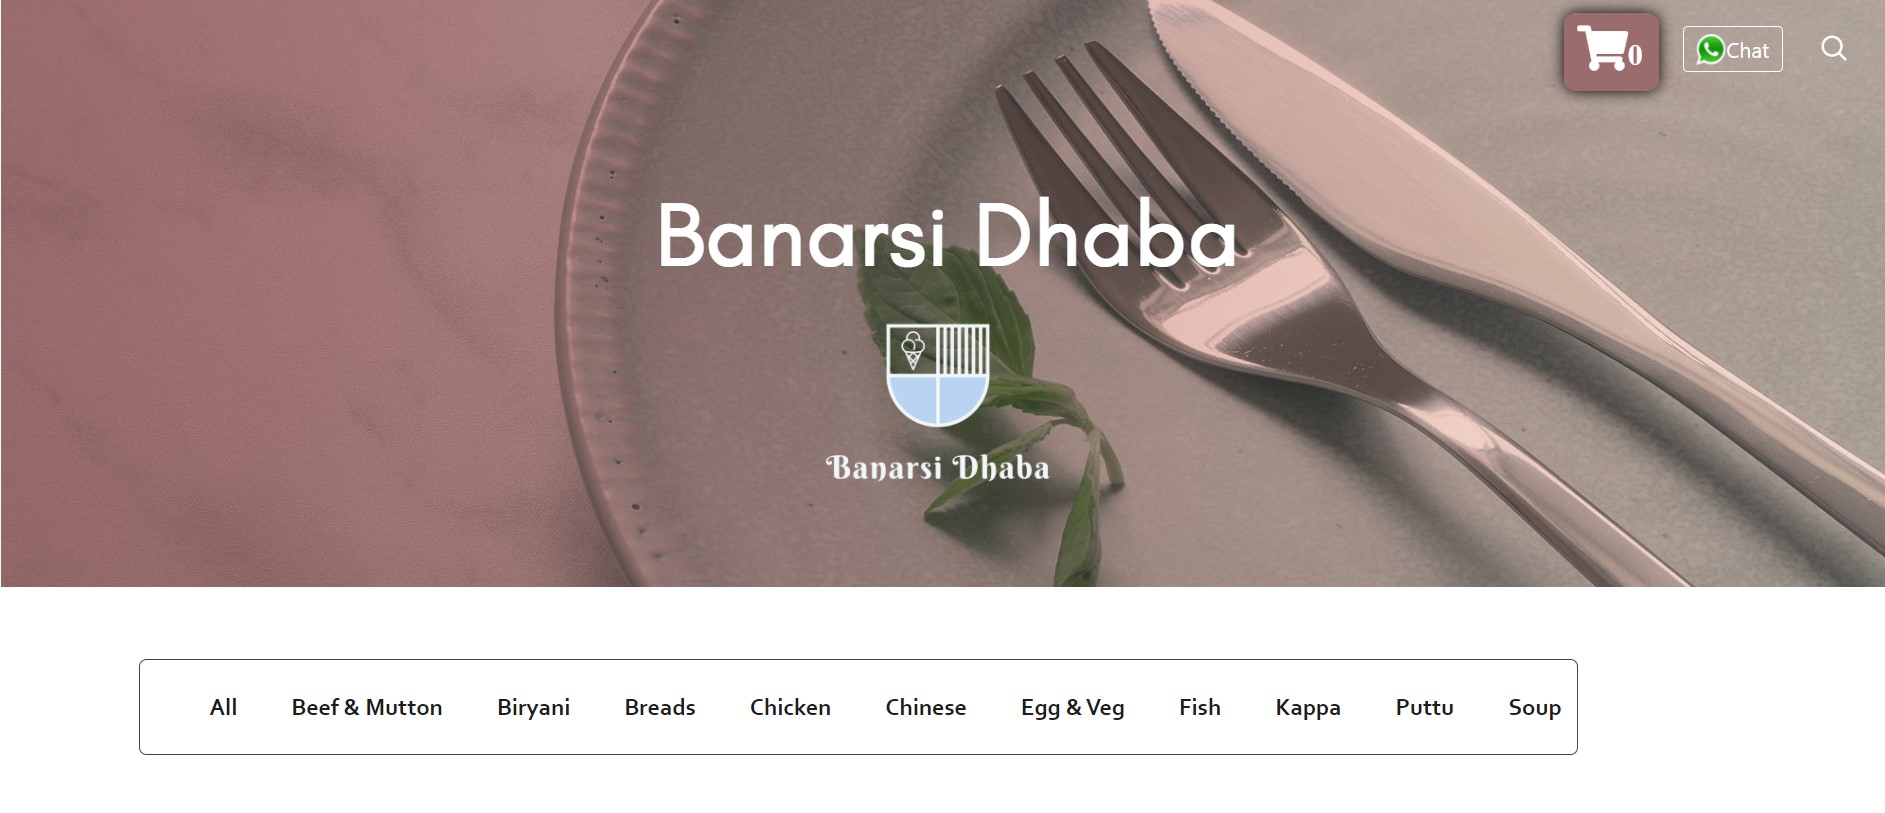 0 Chat
Banarsi Dhaba
Banarsi Dhaba
All Beef & Mutton Biryani Breads Chicken Chinese Egg & Veg Fish Kappa Puttu Soup